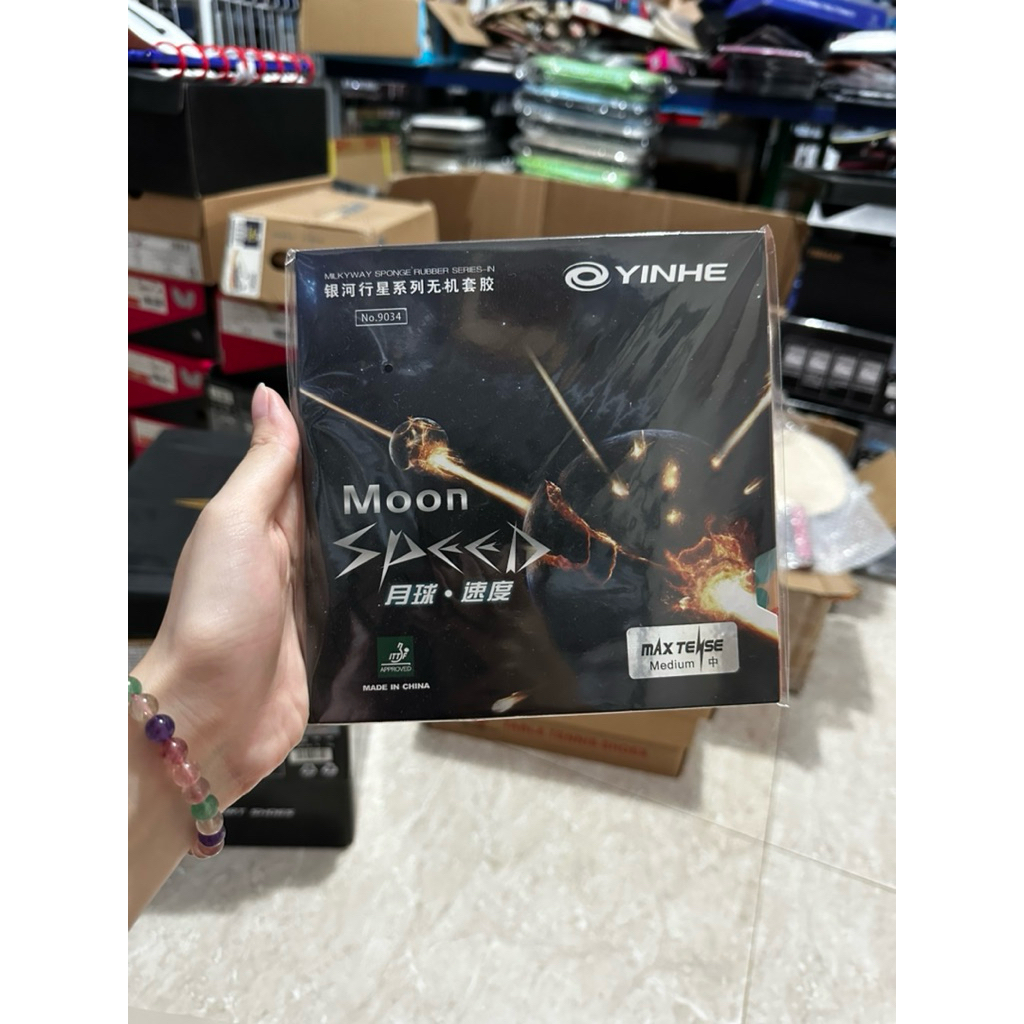 MILKYWAY SPONGE RUBBER SERIES-IN
银河行星系列无机套胶
YINHE
No.9034
Moon
SPEED
月球·速度
ITTF
APPROVED
MADE IN CHINA
MAX TENSE
Medium 中